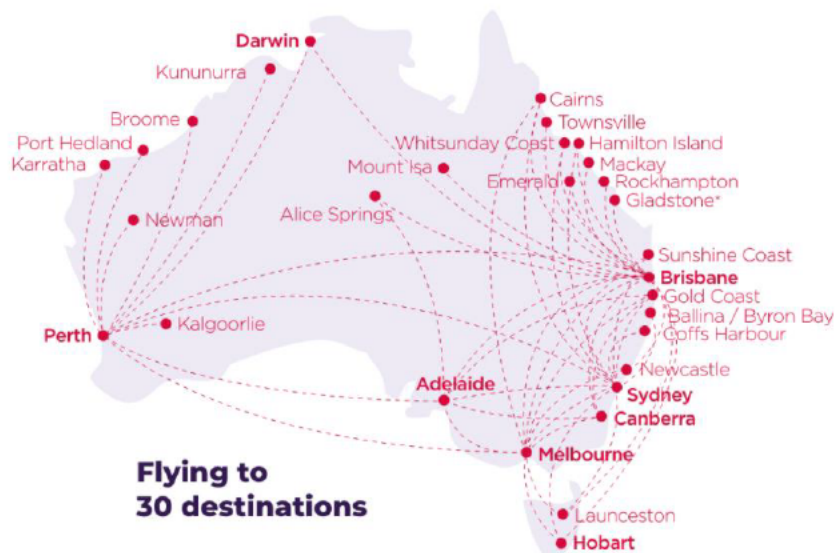 Darwin
Kununurra
Cairns
Broome
Townsville
Port Hedland
Whitsunday Coast
Hamilton Island
Karratha
Mount Isa
Mackay
Emerald
Rockhampton
Alice Springs
Gladstone*
Newman
Sunshine Coast
Brisbane
Gold Coast
Ballina / Byron Bay
Perth
Kalgoorlie
Coffs Harbour
Newcastle
Adelaide
Sydney
Canberra
Melbourne
Flying to
30 destinations
Launceston
Hobart